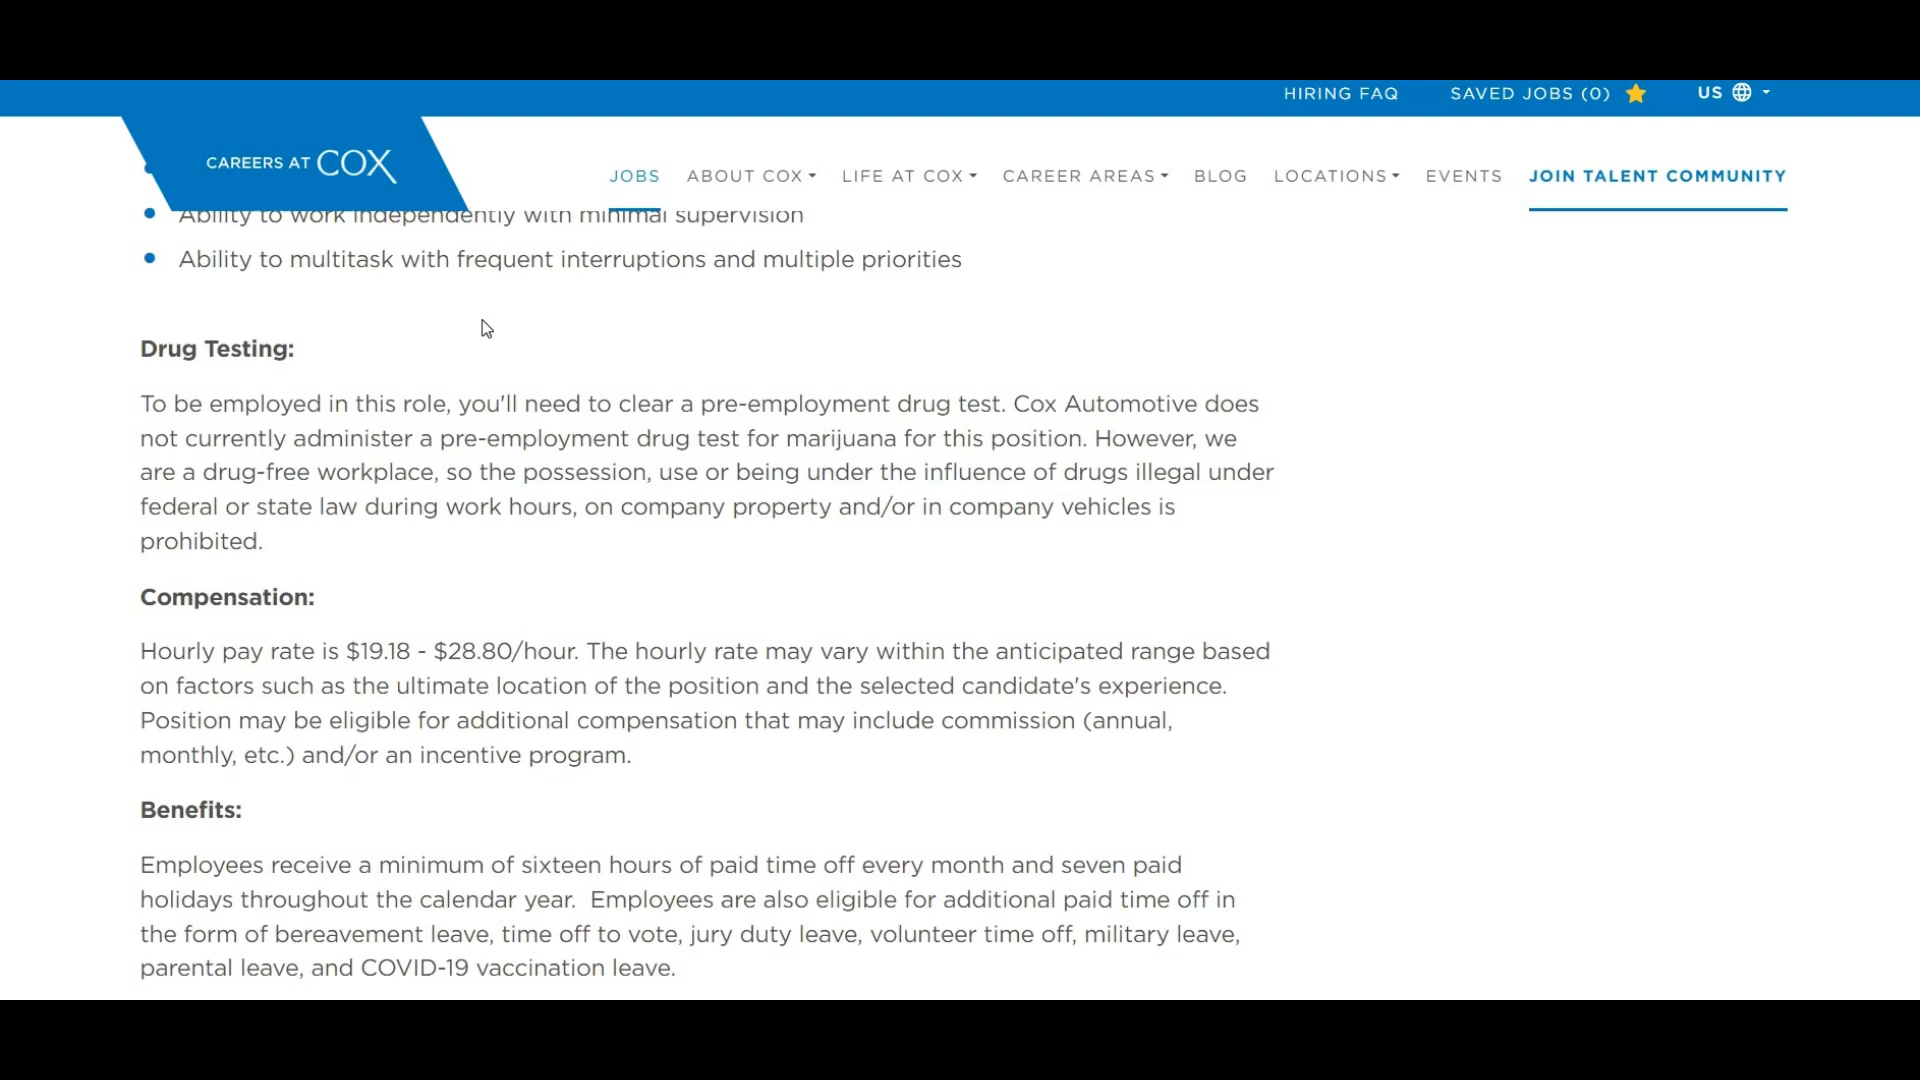 HIRING FAQ SAVED JOBS (0) US
CAREERS AT COX
JOBS ABOUT COX LIFE AT COX CAREER AREAS BLOG LOCATIONS EVENTS JOIN TALENT COMMUNITY
Ability to work independently with minimal supervision
Ability to multitask with frequent interruptions and multiple priorities
Drug Testing:
To be employed in this role, you'll need to clear a pre-employment drug test. Cox Automotive does
not currently administer a pre-employment drug test for marijuana for this position. However, we
are a drug-free workplace, so the possession, use or being under the influence of drugs illegal under
federal or state law during work hours, on company property and/or in company vehicles is
prohibited.
Compensation:
Hourly pay rate is $19.18 - $28.80/hour. The hourly rate may vary within the anticipated range based
on factors such as the ultimate location of the position and the selected candidate's experience.
Position may be eligible for additional compensation that may include commission (annual,
monthly, etc.) and/or an incentive program.
Benefits:
Employees receive a minimum of sixteen hours of paid time off every month and seven paid
holidays throughout the calendar year.  Employees are also eligible for additional paid time off in
the form of bereavement leave, time off to vote, jury duty leave, volunteer time off, military leave,
parental leave, and COVID-19 vaccination leave.